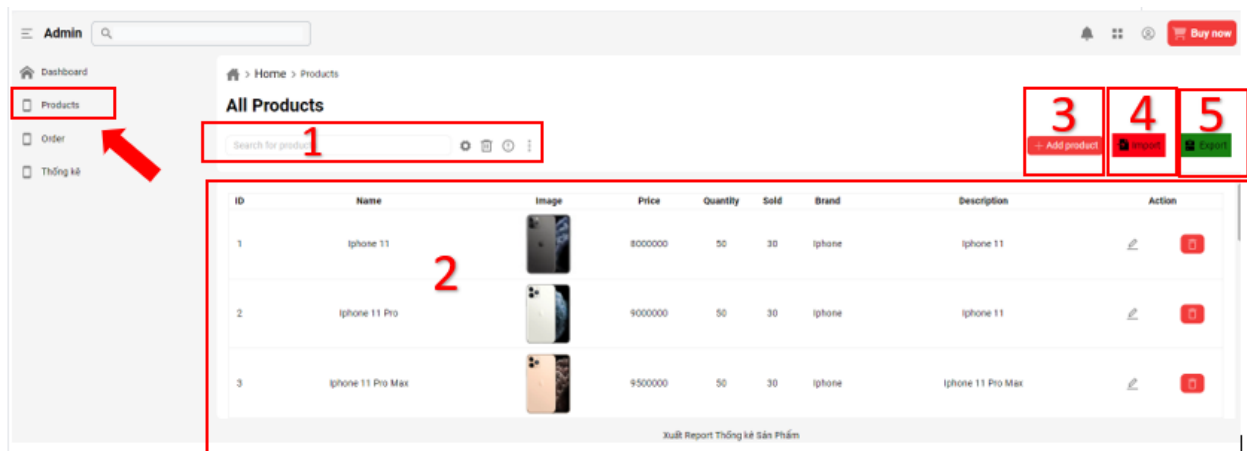 Admin
Buy now
Dashboard
> Home > Products
Products
All Products
Order
Search for product
1
3
4
5
+ Add product
Import
Export
Thống kê
ID Name Image Price Quantity Sold Brand Description Action
1 Iphone 11 8000000 50 30 Iphone Iphone 11
2
2 Iphone 11 Pro 9000000 50 30 Iphone Iphone 11
3 Iphone 11 Pro Max 9500000 50 30 Iphone Iphone 11 Pro Max
Xuất Report Thống kê Sản Phẩm